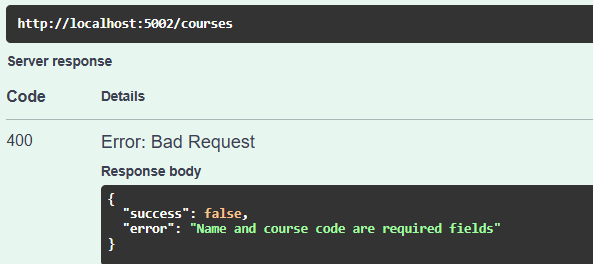 http://localhost:5002/courses
Server response
Code Details
400 Error: Bad Request
Response body
{
  "success": false,
  "error": "Name and course code are required fields"
}